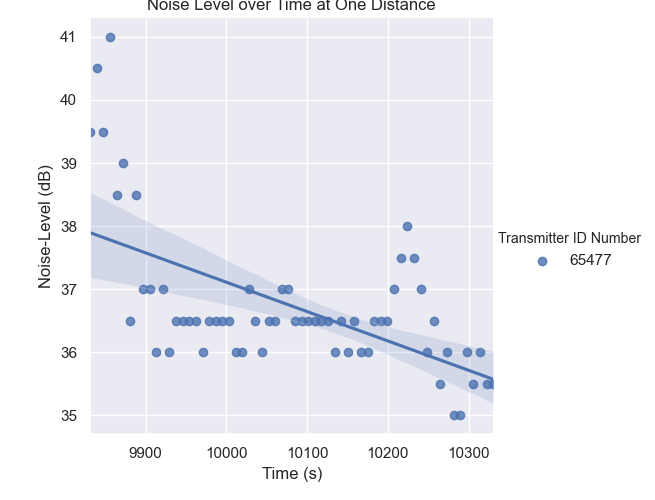 Noise Level over Time at One Distance
41
40
39
38
37
36
35
Noise-Level (dB)
9900 10000 10100 10200 10300
Time (s)
Transmitter ID Number
65477